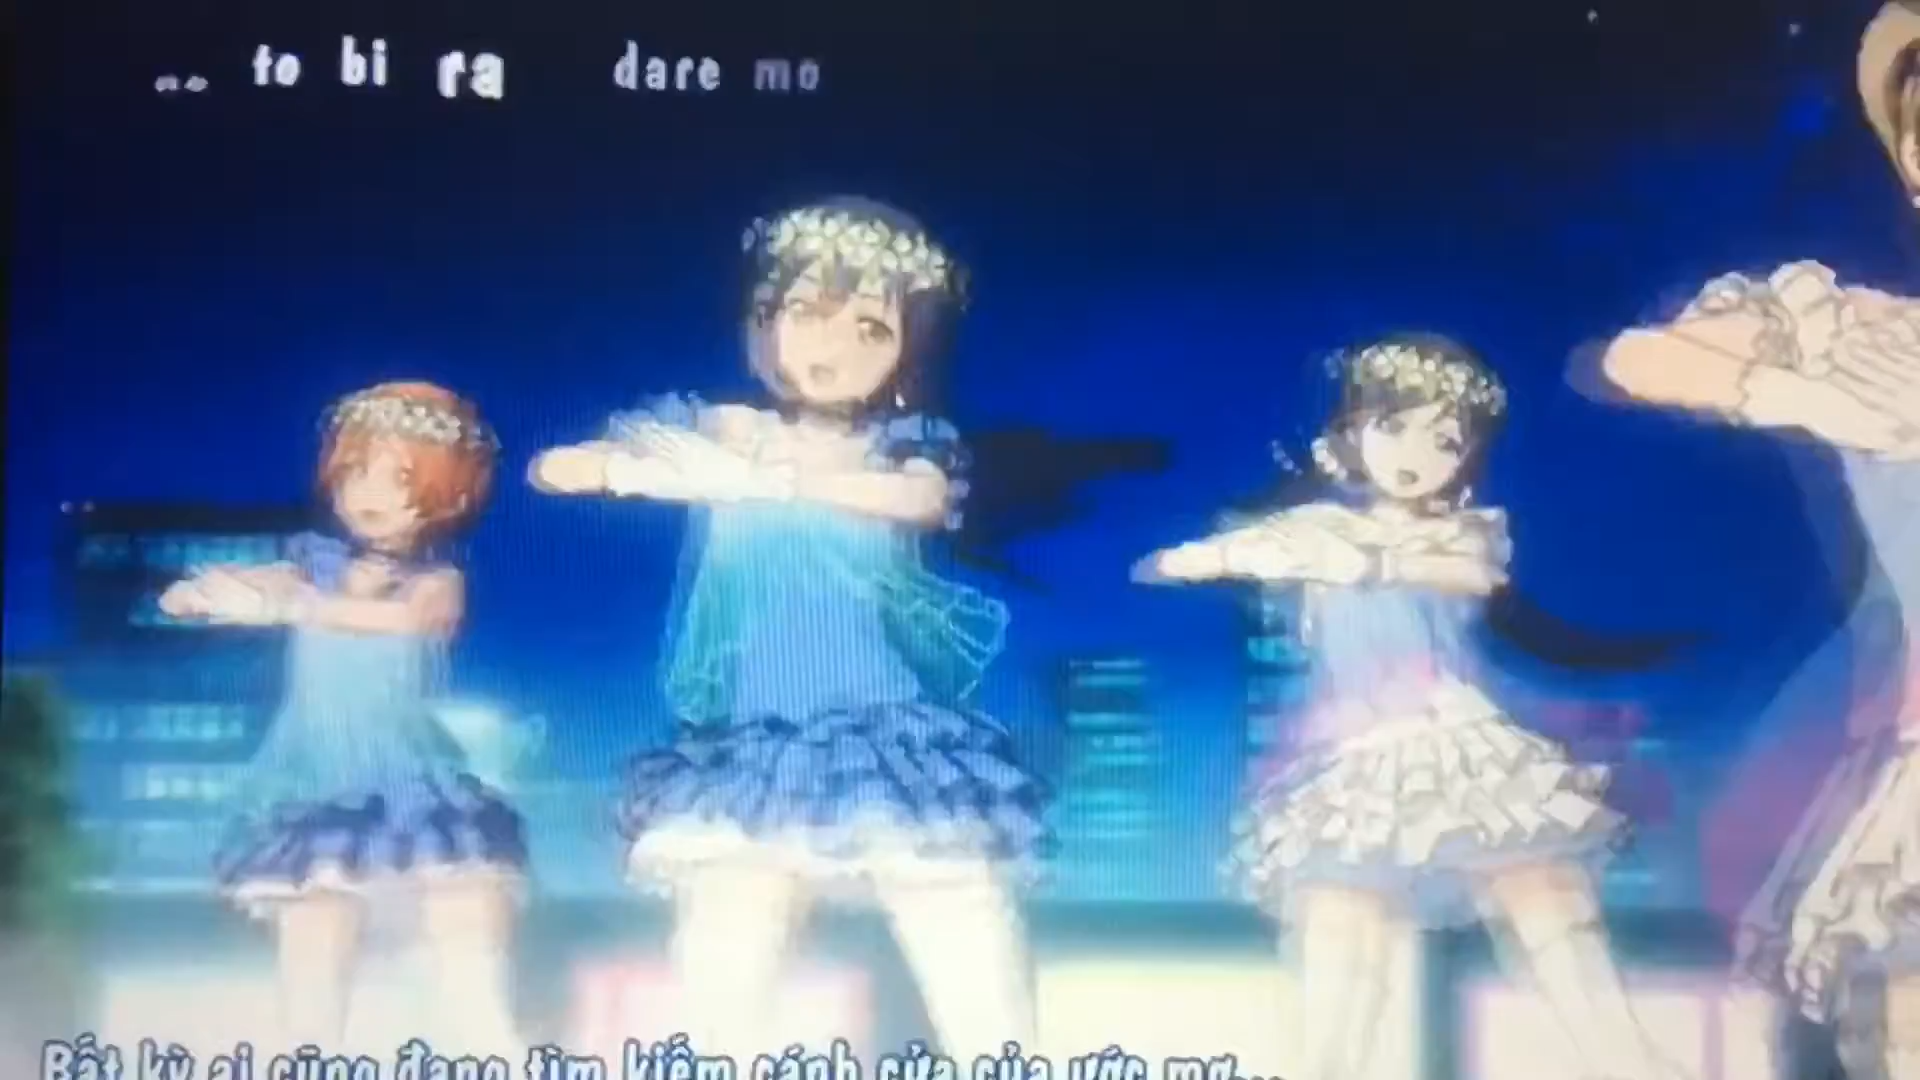 ... to bi ra dare mo
Bất kỳ ai cũng đang tìm kiếm cánh cửa của ước mơ...